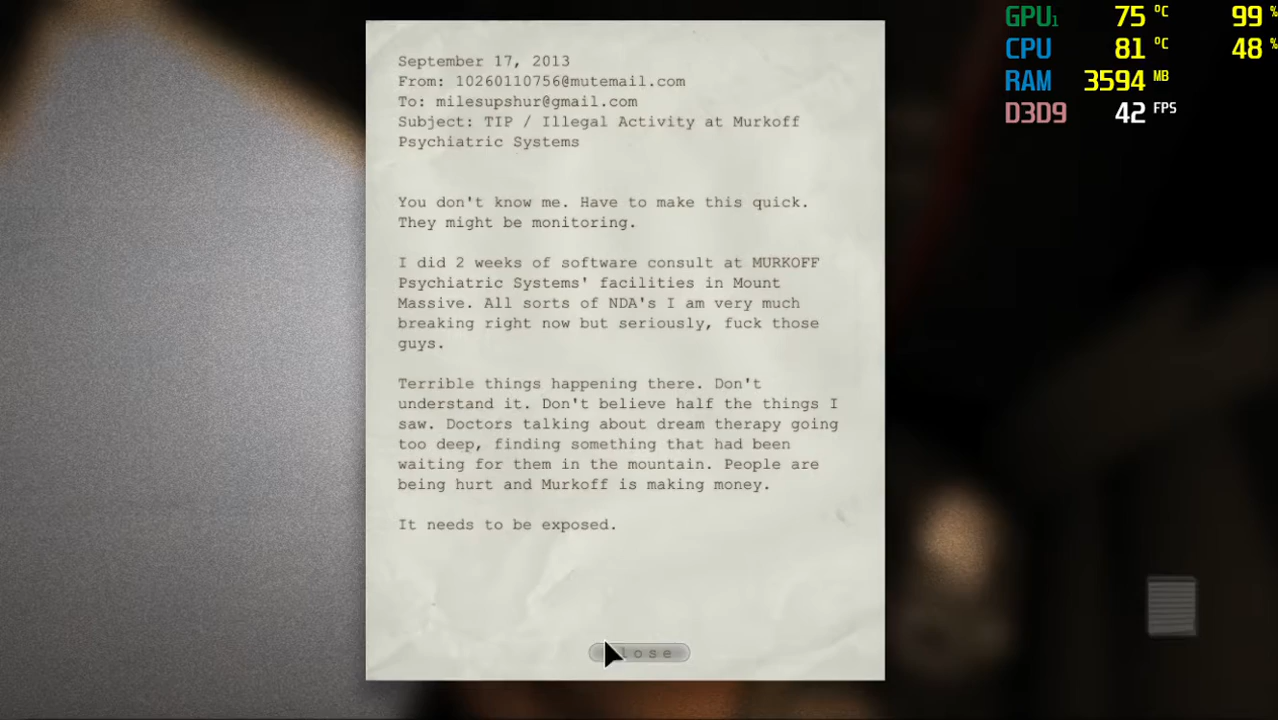 September 17, 2013
From: 10260110756@mutemail.com
To: milesupshur@gmail.com
Subject: TIP / Illegal Activity at Murkoff
Psychiatric Systems
You don't know me. Have to make this quick.
They might be monitoring.
I did 2 weeks of software consult at MURKOFF
Psychiatric Systems' facilities in Mount
Massive. All sorts of NDA's I am very much
breaking right now but seriously, fuck those
guys.
Terrible things happening there. Don't
understand it. Don't believe half the things I
saw. Doctors talking about dream therapy going
too deep, finding something that had been
waiting for them in the mountain. People are
being hurt and Murkoff is making money.
It needs to be exposed.
lose
GPU1 75 °C 99 %
CPU 81 °C 48 %
RAM 3594 MB
D3D9 42 FPS